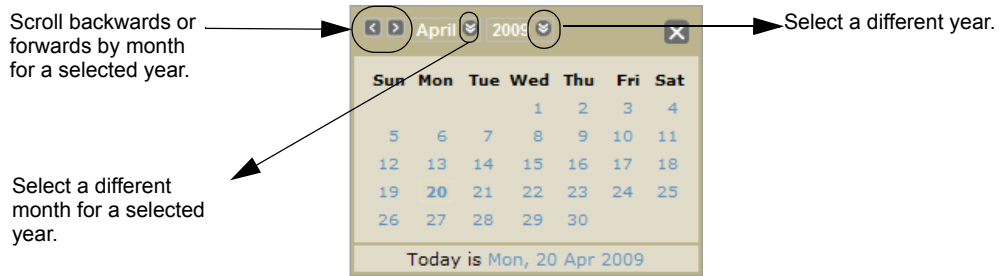 Scroll backwards or
forwards by month
for a selected year.
April 2009
Select a different year.
Sun Mon Tue Wed Thu Fri Sat
1 2 3 4
5 6 7 8 9 10 11
12 13 14 15 16 17 18
19 20 21 22 23 24 25
26 27 28 29 30
Today is Mon, 20 Apr 2009
Select a different
month for a selected
year.